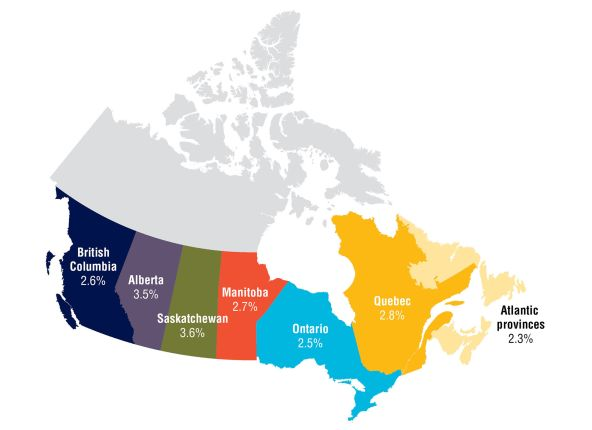 British
Columbia
2.6%
Alberta
3.5%
Saskatchewan
3.6%
Manitoba
2.7%
Ontario
2.5%
Quebec
2.8%
Atlantic
provinces
2.3%